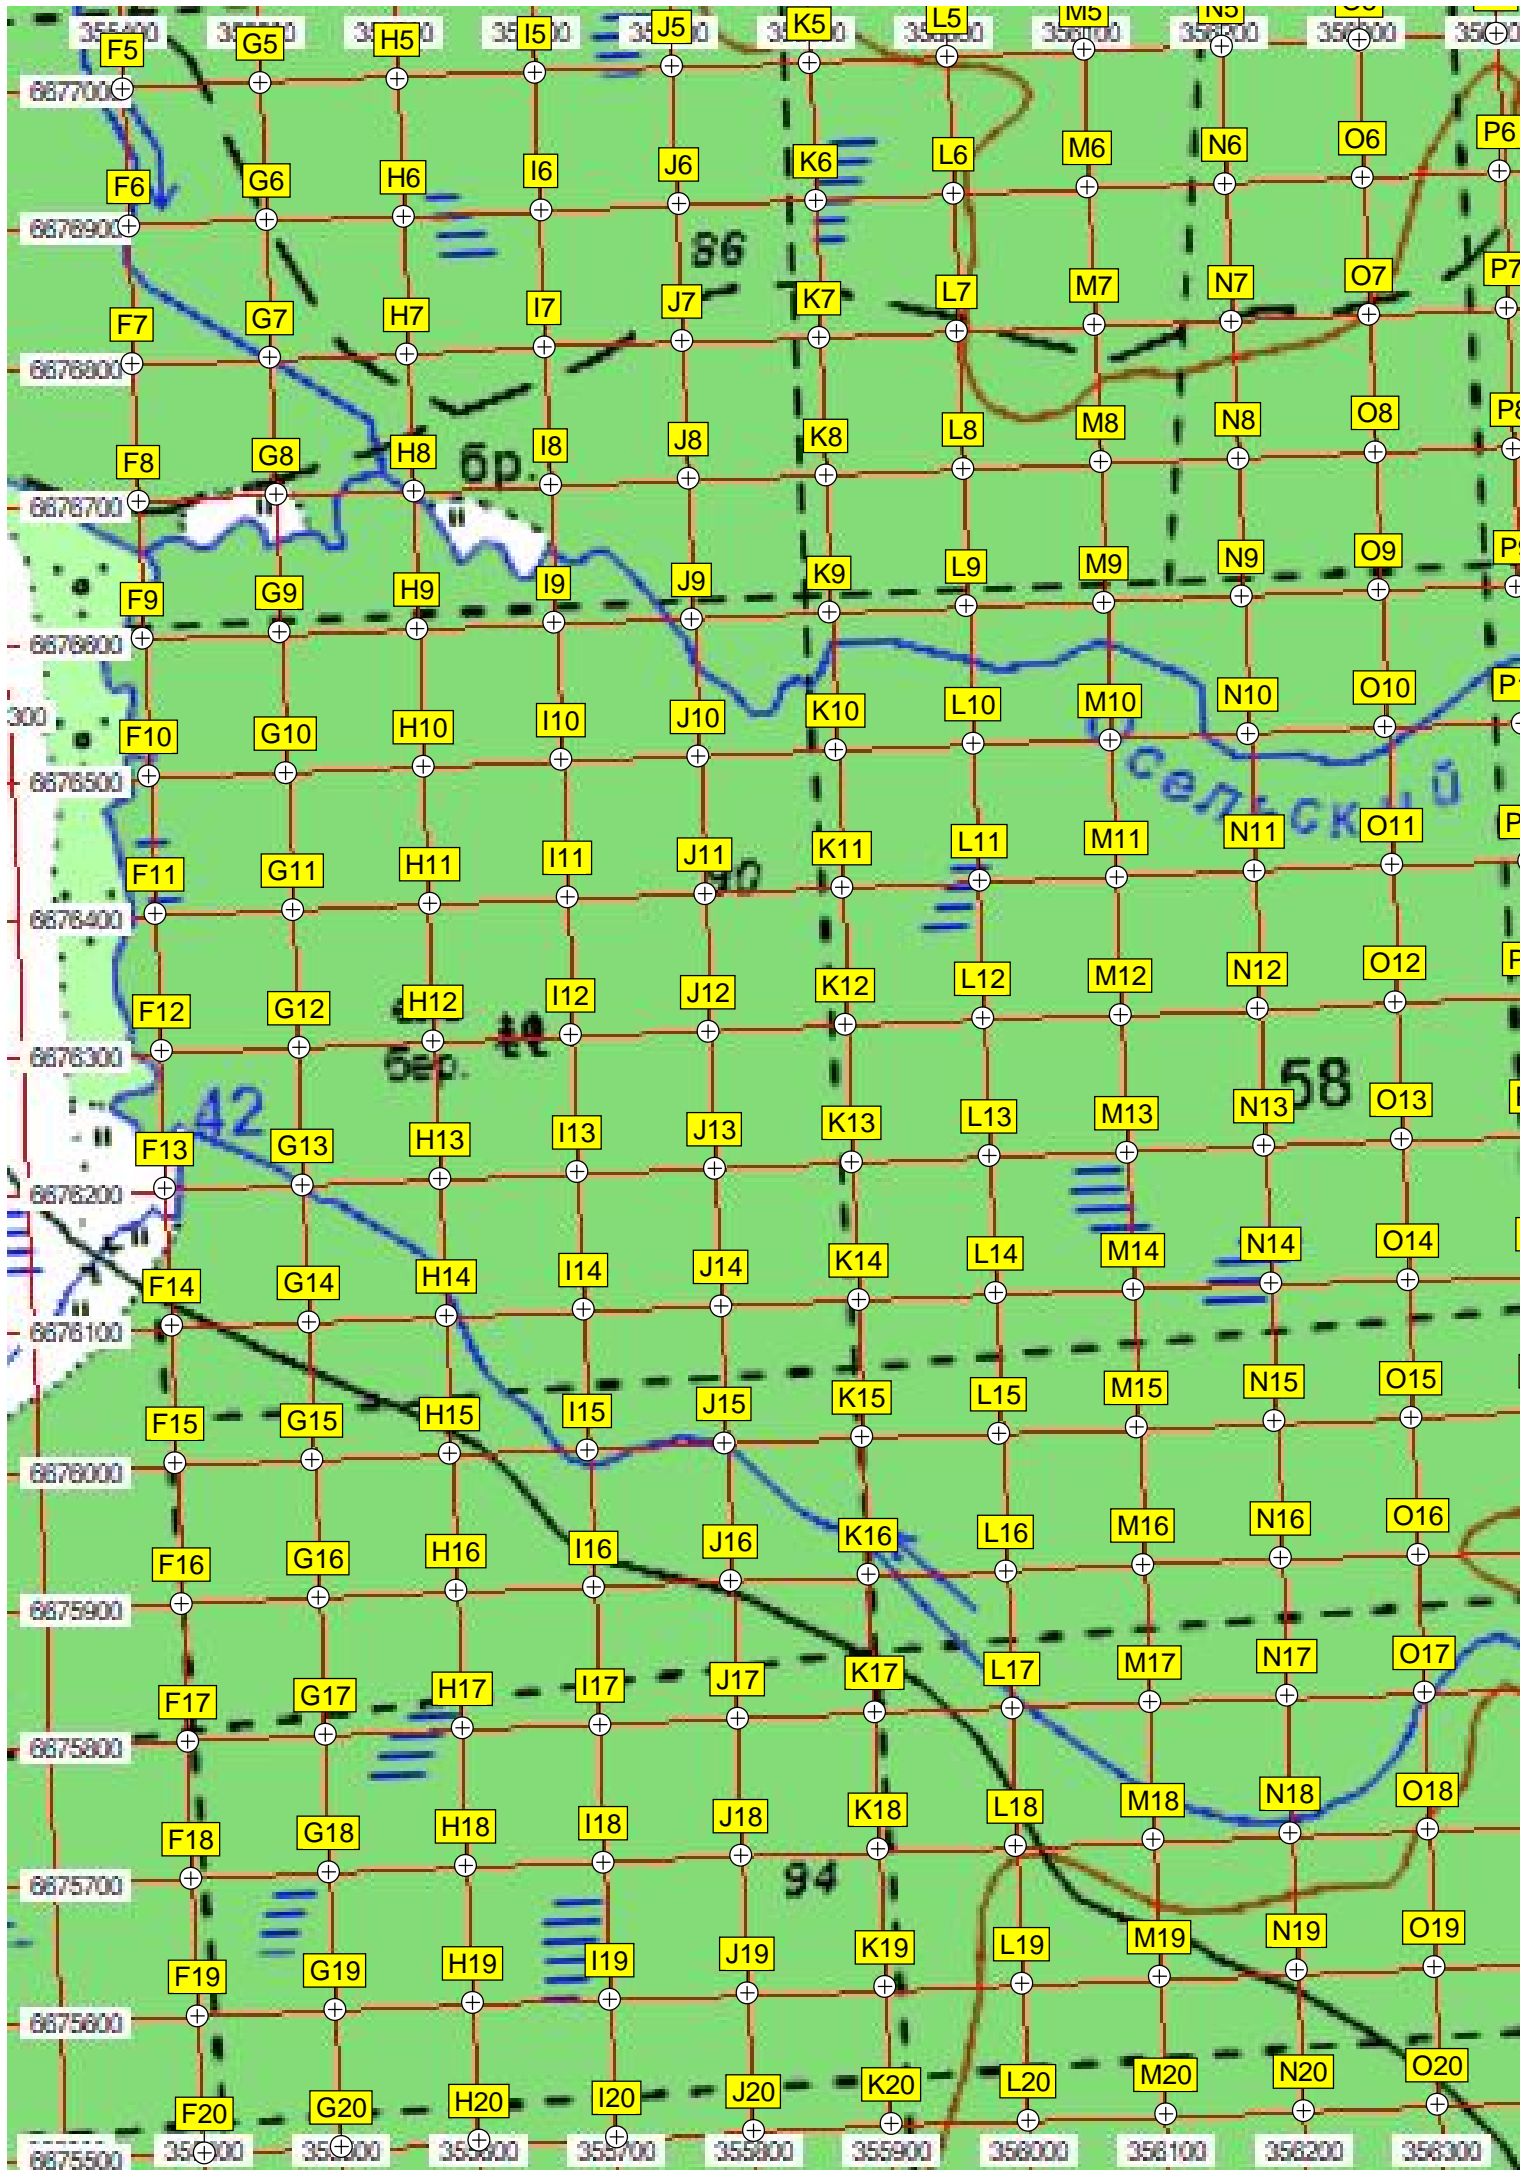 F5 G5 H5 I5 J5 K5 L5 M5 N5
6677000
F6 G6 H6 I6 J6 K6 L6 M6 N6 O6 P6
6676900
86
F7 G7 H7 I7 J7 K7 L7 M7 N7 O7 P7
6676800
F8 G8 H8 бр. I8 J8 K8 L8 M8 N8 O8 P8
6676700
F9 G9 H9 I9 J9 K9 L9 M9 N9 O9
6676600
300
F10 G10 H10 I10 J10 K10 L10 M10 N10 O10
6676500
F11 G11 H11 I11 J11 90 K11 L11 M11 N11 O11
6676400
F12 G12 H12 I12 J12 K12 L12 M12 N12 O12
6676300
бер.
58
42
F13 G13 H13 I13 J13 K13 L13 M13 N13 O13
6676200
F14 G14 H14 I14 J14 K14 L14 M14 N14 O14
6676100
F15 G15 H15 I15 J15 K15 L15 M15 N15 O15
6676000
F16 G16 H16 I16 J16 K16 L16 M16 N16 O16
6675900
F17 G17 H17 I17 J17 K17 L17 M17 N17 O17
6675800
F18 G18 H18 I18 J18 K18 L18 M18 N18 O18
94
6675700
F19 G19 H19 I19 J19 K19 L19 M19 N19 O19
6675600
F20 G20 H20 I20 J20 K20 L20 M20 N20 O20
6675500 355700 355800 355900 356000 356100 356200 356300